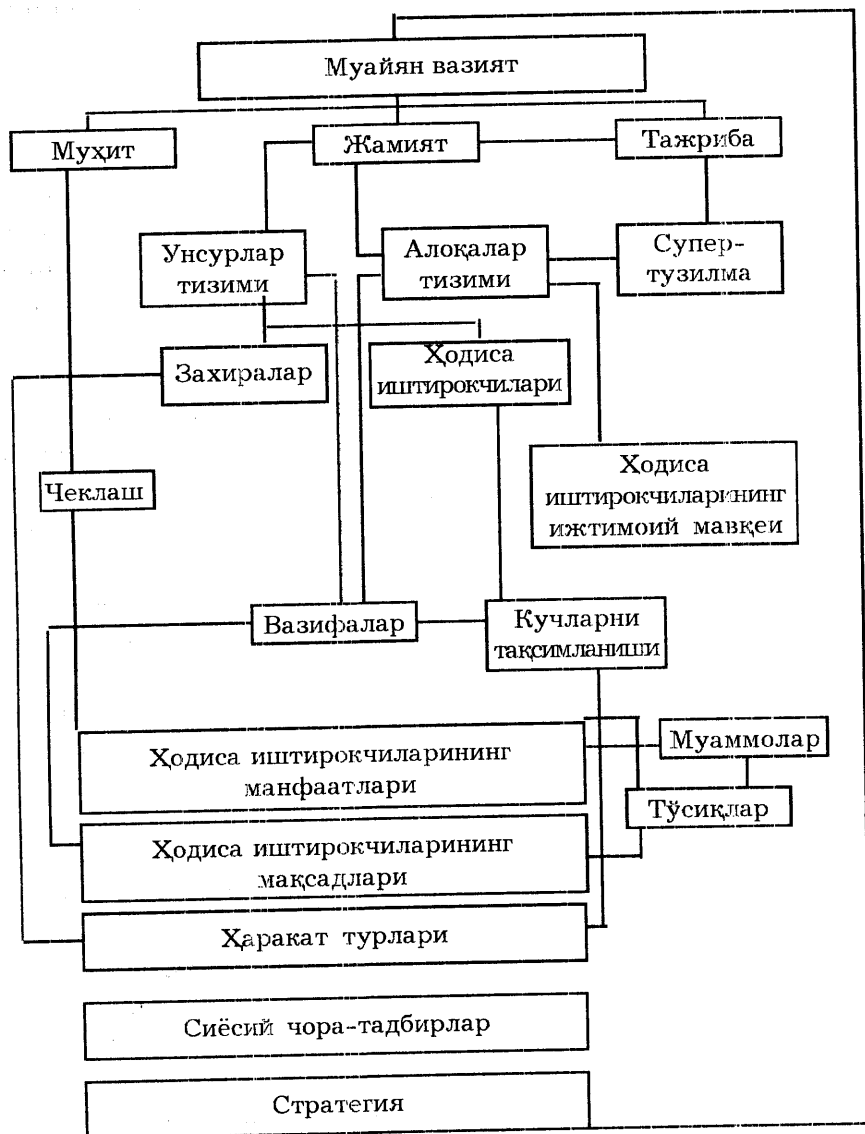 Муайян вазият
Муҳит
Жамият
Тажриба
Унсурлар
тизими
Алоқалар
тизими
Супер-
тузилма
Захиралар
Ҳодиса
иштирокчилари
Чеклаш
Ҳодиса
иштирокчиларининг
ижтимоий мавқеи
Вазифалар
Кучларни
тақсимланиши
Ҳодиса иштирокчиларининг
манфаатлари
Муаммолар
Тўсиқлар
Ҳодиса иштирокчиларининг
мақсадлари
Ҳаракат турлари
Сиёсий чора-тадбирлар
Стратегия